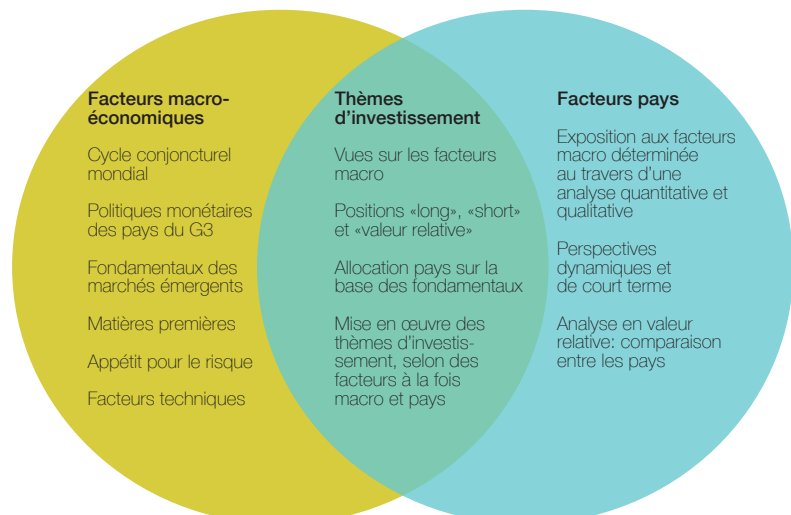 Facteurs macro-
économiques
Cycle conjoncturel
mondial
Politiques monétaires
des pays du G3
Fondamentaux des
marchés émergents
Matières premières
Appétit pour le risque
Facteurs techniques
Thèmes
d’investissement
Vues sur les facteurs
macro
Positions «long», «short»
et «valeur relative»
Allocation pays sur la
base des fondamentaux
Mise en œuvre des
thèmes d’investis-
sement, selon des
facteurs à la fois
macro et pays
Facteurs pays
Exposition aux facteurs
macro déterminée
au travers d’une
analyse quantitative et
qualitative
Perspectives
dynamiques et
de court terme
Analyse en valeur
relative: comparaison
entre les pays